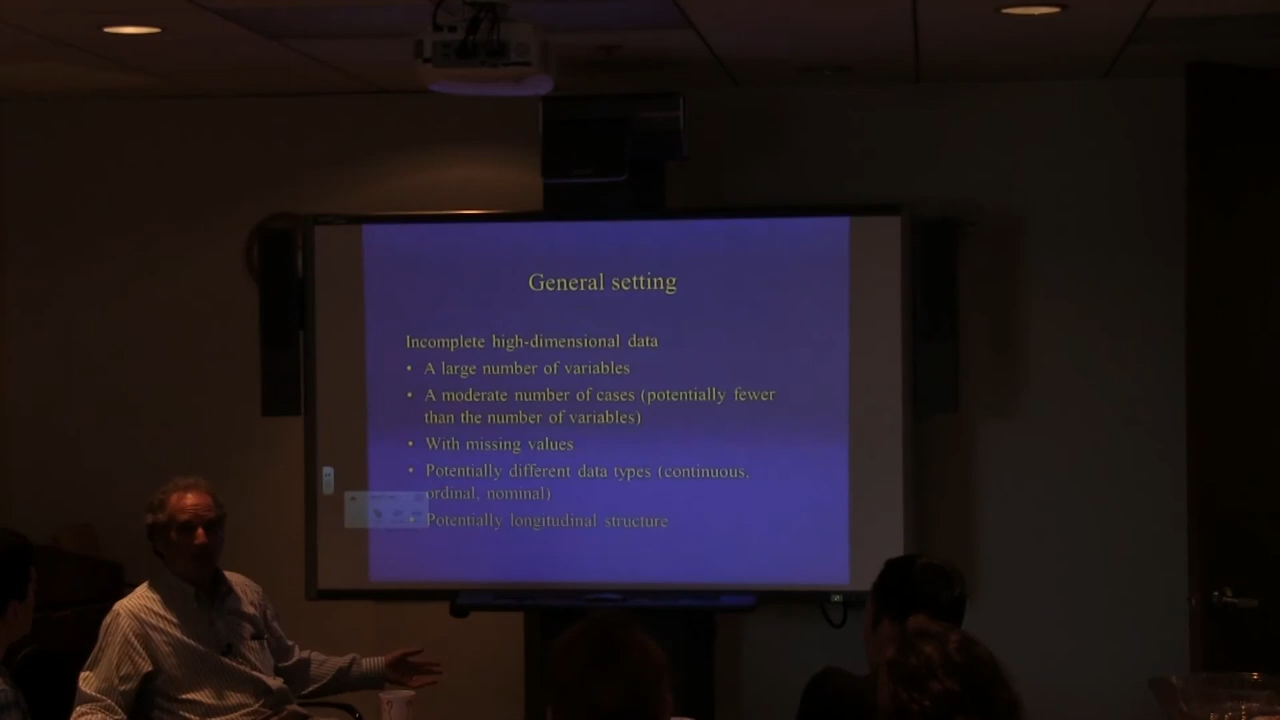 General setting
Incomplete high-dimensional data
• A large number of variables
• A moderate number of cases (potentially fewer
than the number of variables)
• With missing values
• Potentially different data types (continuous,
ordinal, nominal)
• Potentially longitudinal structure